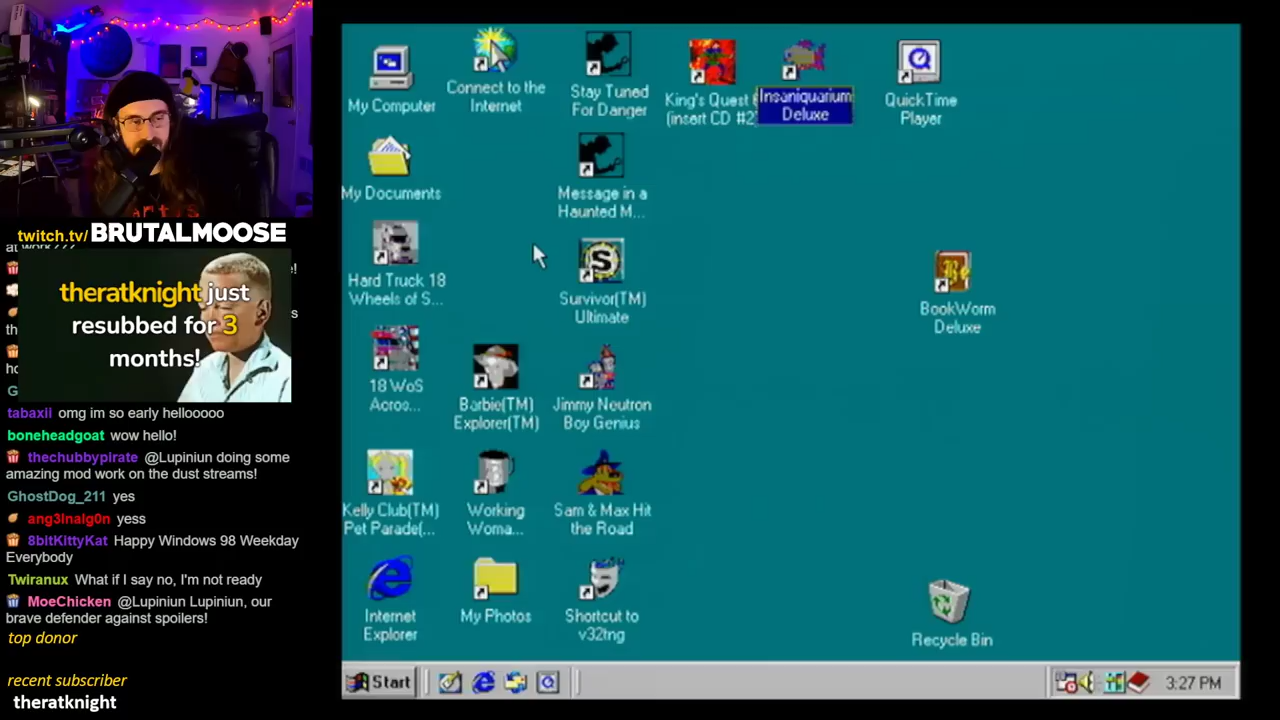 twitch.tv/BRUTALMOOSE
theratknight just
resubbed for 3
months!
tabaxii omg im so early hellooooo
boneheadgoat wow hello!
thechubbypirate @Lupiniun doing some
amazing mod work on the dust streams!
GhostDog_211 yes
ang3lnalg0n yess
8bitKittyKat Happy Windows 98 Weekday
Everybody
Twiranux What if I say no, I'm not ready
MoeChicken @Lupiniun Lupiniun, our
brave defender against spoilers!
top donor
recent subscriber
theratknight
My Computer
Connect to the
Internet
Stay Tuned
For Danger
King's Quest
(insert CD #2)
Insaniquarium
Deluxe
QuickTime
Player
My Documents
Message in a
Haunted M...
Hard Truck 18
Wheels of S...
Survivor(TM)
Ultimate
BookWorm
Deluxe
18 WoS
Acros...
Barbie(TM)
Explorer(TM)
Jimmy Neutron
Boy Genius
Kelly Club(TM)
Pet Parade(...
Working
Woma...
Sam & Max Hit
the Road
Internet
Explorer
My Photos
Shortcut to
v32tng
Recycle Bin
Start
3:27 PM